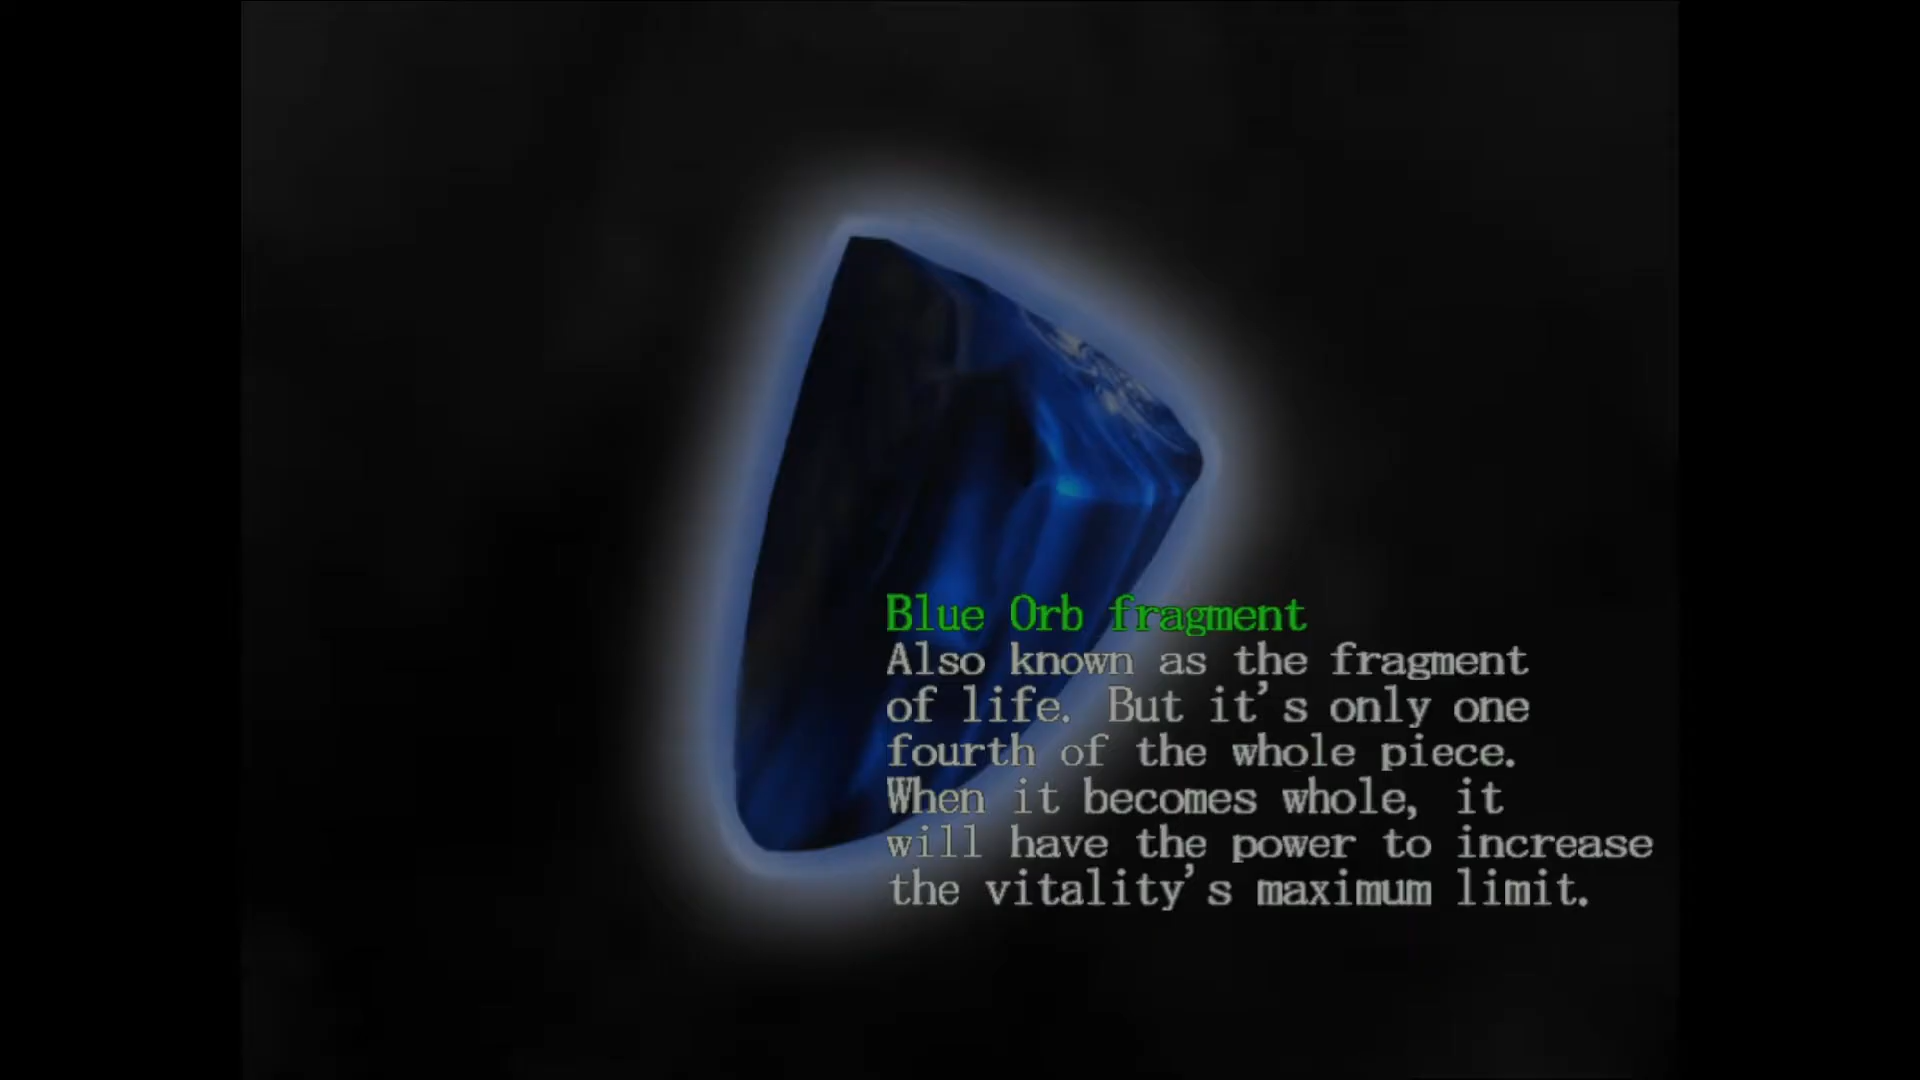 Blue Orb fragment
Also known as the fragment
of life. But it's only one
fourth of the whole piece.
When it becomes whole, it
will have the power to increase
the vitality's maximum limit.